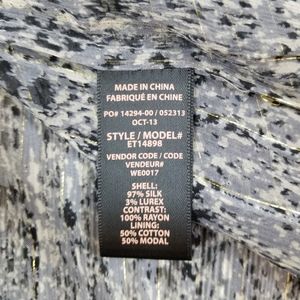 MADE IN CHINA
FABRIQUÉ EN CHINE
PO# 14294-00 / 052313
OCT-13
STYLE / MODEL#
ET14898
VENDOR CODE / CODE
VENDEUR#
WE0017
SHELL:
97% SILK
3% LUREX
CONTRAST:
100% RAYON
LINING:
50% COTTON
50% MODAL